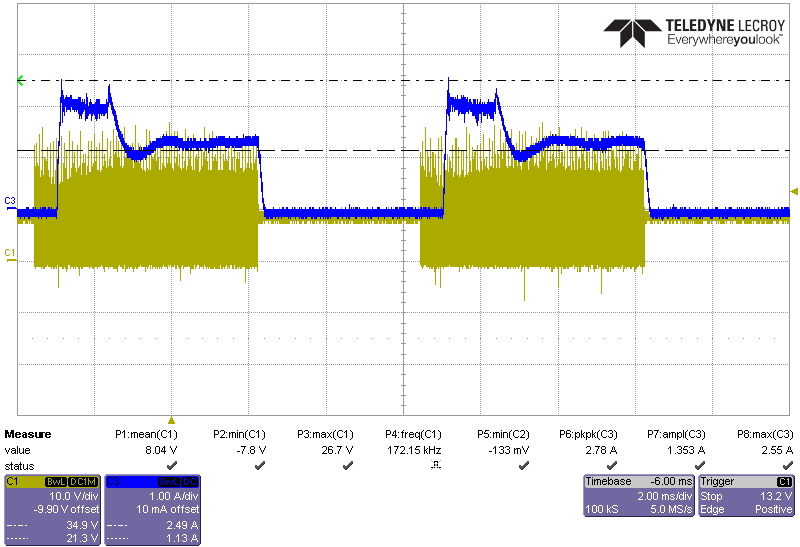 TELEDYNE LECROY
Everywhereyoulook™
C3
C1
Measure P1:mean(C1) P2:min(C1) P3:max(C1) P4:freq(C1) P5:min(C2) P6:pkpk(C3) P7:ampl(C3) P8:max(C3)
value 8.04 V -7.8 V 26.7 V 172.15 kHz -133 mV 2.78 A 1.353 A 2.55 A
status
C1 BwL DC1M
10.0 V/div
-9.90 V offset
34.9 V
21.3 V
C3 BwL DC
1.00 A/div
10 mA offset
2.49 A
1.13 A
Timebase -6.00 ms
2.00 ms/div
100 kS 5.0 MS/s
Trigger C1
Stop 13.2 V
Edge Positive